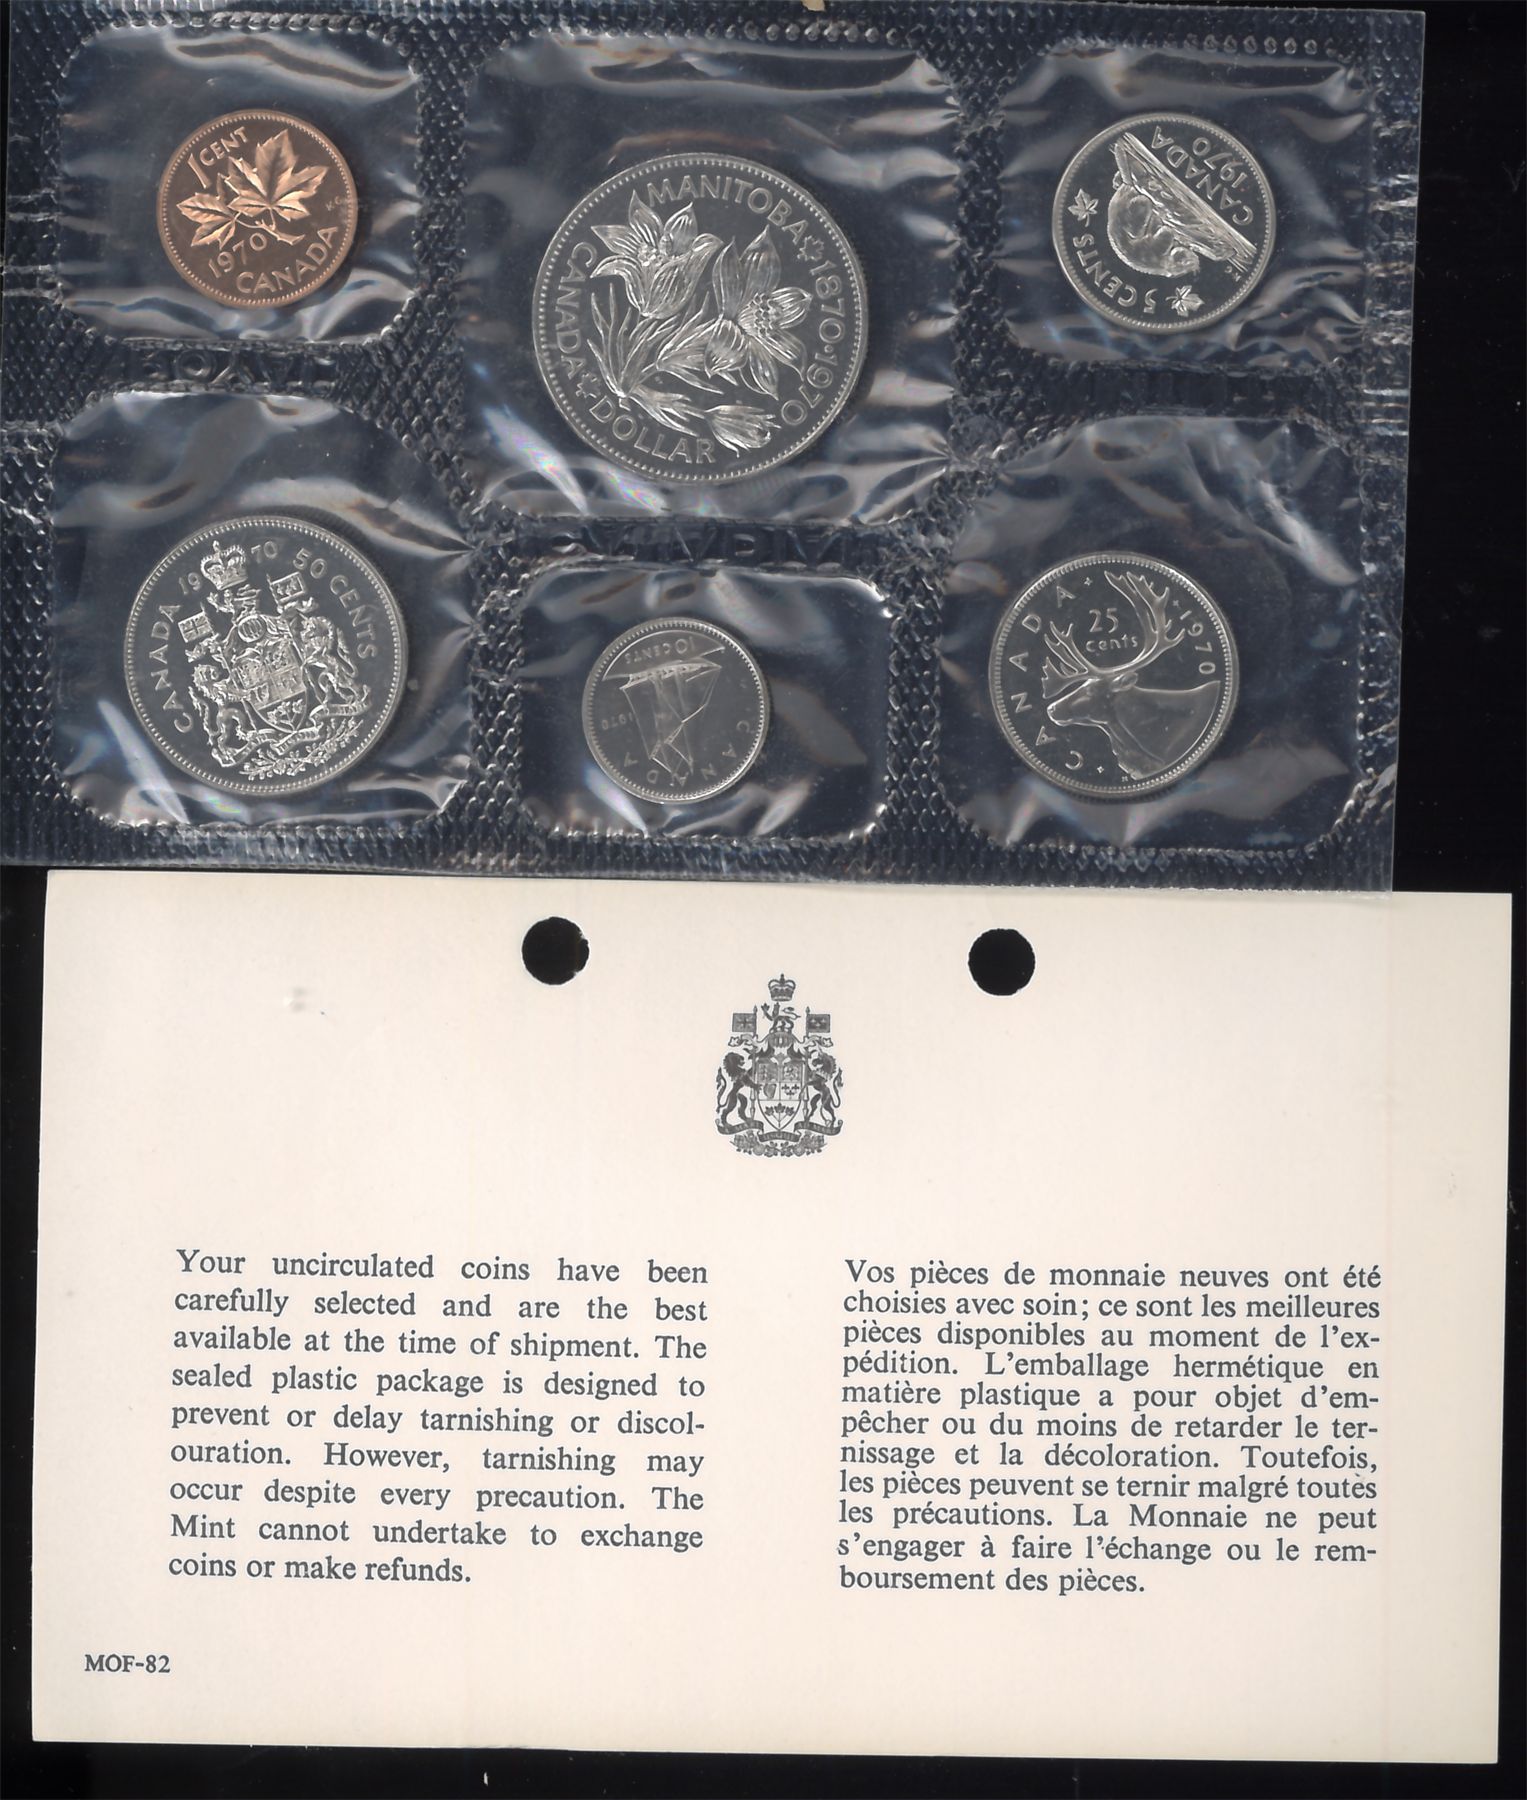 1 CENT
1970
CANADA
KG
MANITOBA 1870·1970
CANADA DOLLAR
5 CENTS
CANADA
1970
CANADA 1970 50 CENTS
10 CENTS
1970
CANADA
CANADA 1970
25
cents
Your uncirculated coins have been
carefully selected and are the best
available at the time of shipment. The
sealed plastic package is designed to
prevent or delay tarnishing or discol-
ouration. However, tarnishing may
occur despite every precaution. The
Mint cannot undertake to exchange
coins or make refunds.
MOF-82
Vos pièces de monnaie neuves ont été
choisies avec soin; ce sont les meilleures
pièces disponibles au moment de l'ex-
pédition. L'emballage hermétique en
matière plastique a pour objet d'em-
pêcher ou du moins de retarder le ter-
nissage et la décoloration. Toutefois,
les pièces peuvent se ternir malgré toutes
les précautions. La Monnaie ne peut
s'engager à faire l'échange ou le rem-
boursement des pièces.